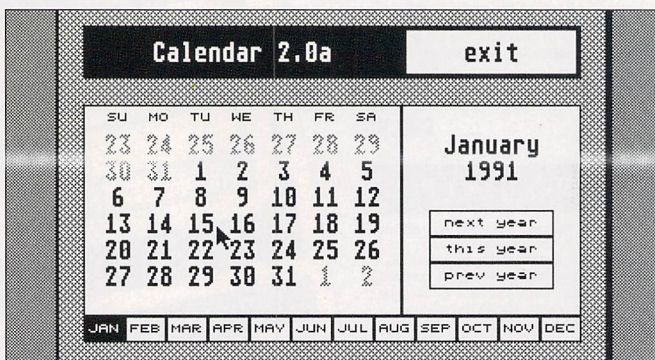 Calendar 2.0a exit
SU MO TU WE TH FR SA
23 24 25 26 27 28 29
30 31 1 2 3 4 5
6 7 8 9 10 11 12
13 14 15 16 17 18 19
20 21 22 23 24 25 26
27 28 29 30 31 1 2
January
1991
next year
this year
prev year
JAN FEB MAR APR MAY JUN JUL AUG SEP OCT NOV DEC